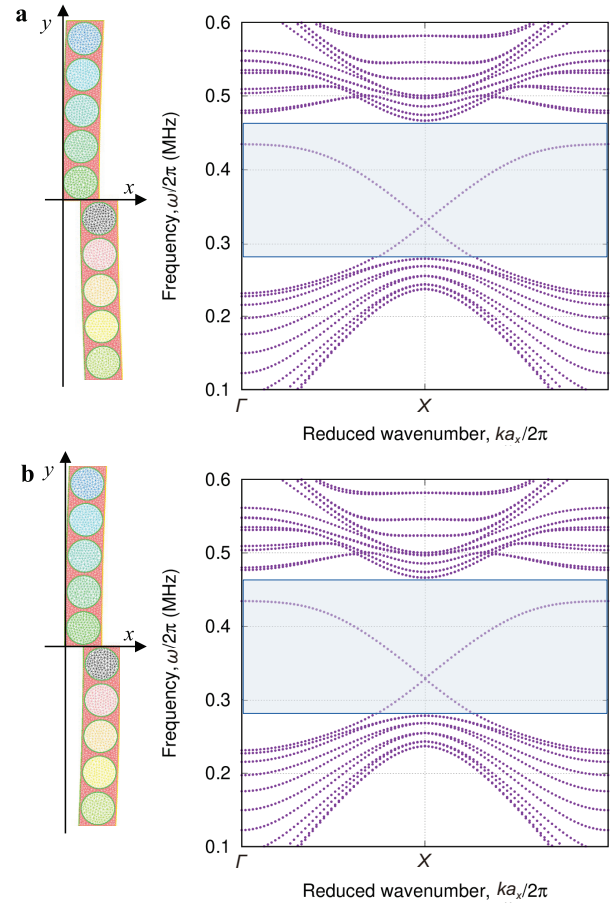 a
y
x
Frequency, ω/2π (MHz)
0.6
0.5
0.4
0.3
0.2
0.1
Γ
X
Reduced wavenumber, kaₓ/2π
b
y
x
Frequency, ω/2π (MHz)
0.6
0.5
0.4
0.3
0.2
0.1
Γ
X
Reduced wavenumber, kaₓ/2π